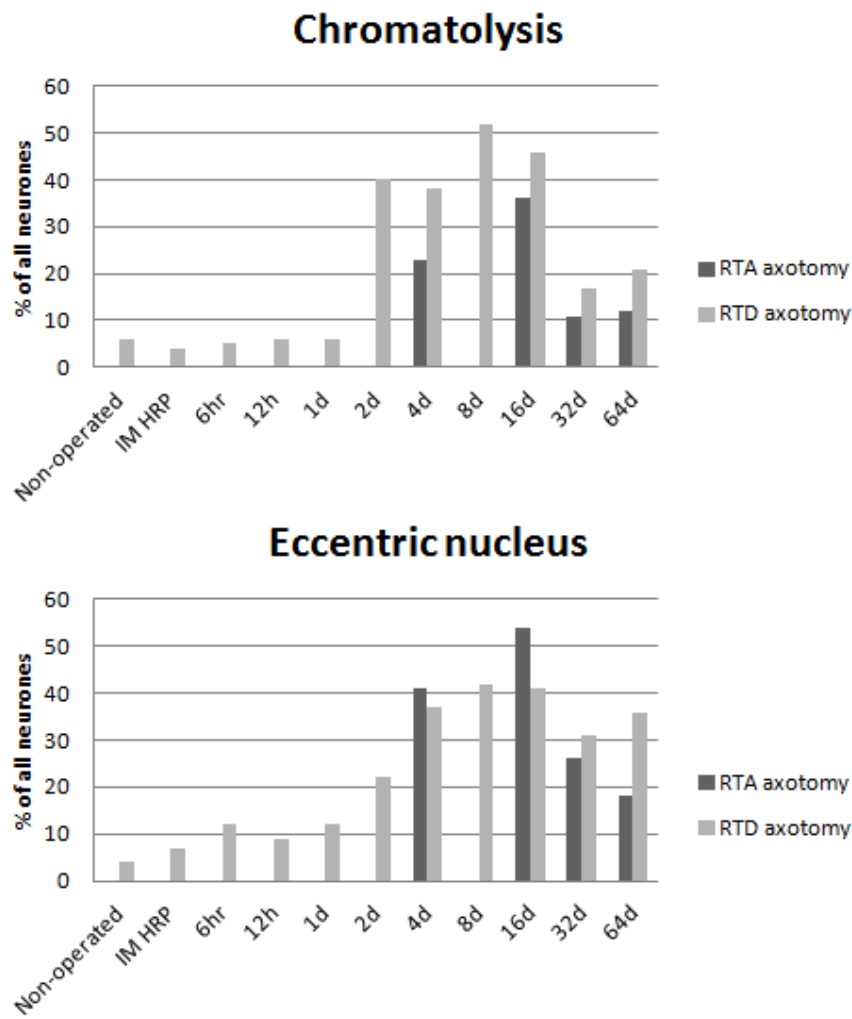 Chromatolysis
% of all neurones
60
50
40
30
20
10
0
Non-operated
IM HRP
6hr
12h
1d
2d
4d
8d
16d
32d
64d
RTA axotomy
RTD axotomy
Eccentric nucleus
% of all neurones
60
50
40
30
20
10
0
Non-operated
IM HRP
6hr
12h
1d
2d
4d
8d
16d
32d
64d
RTA axotomy
RTD axotomy